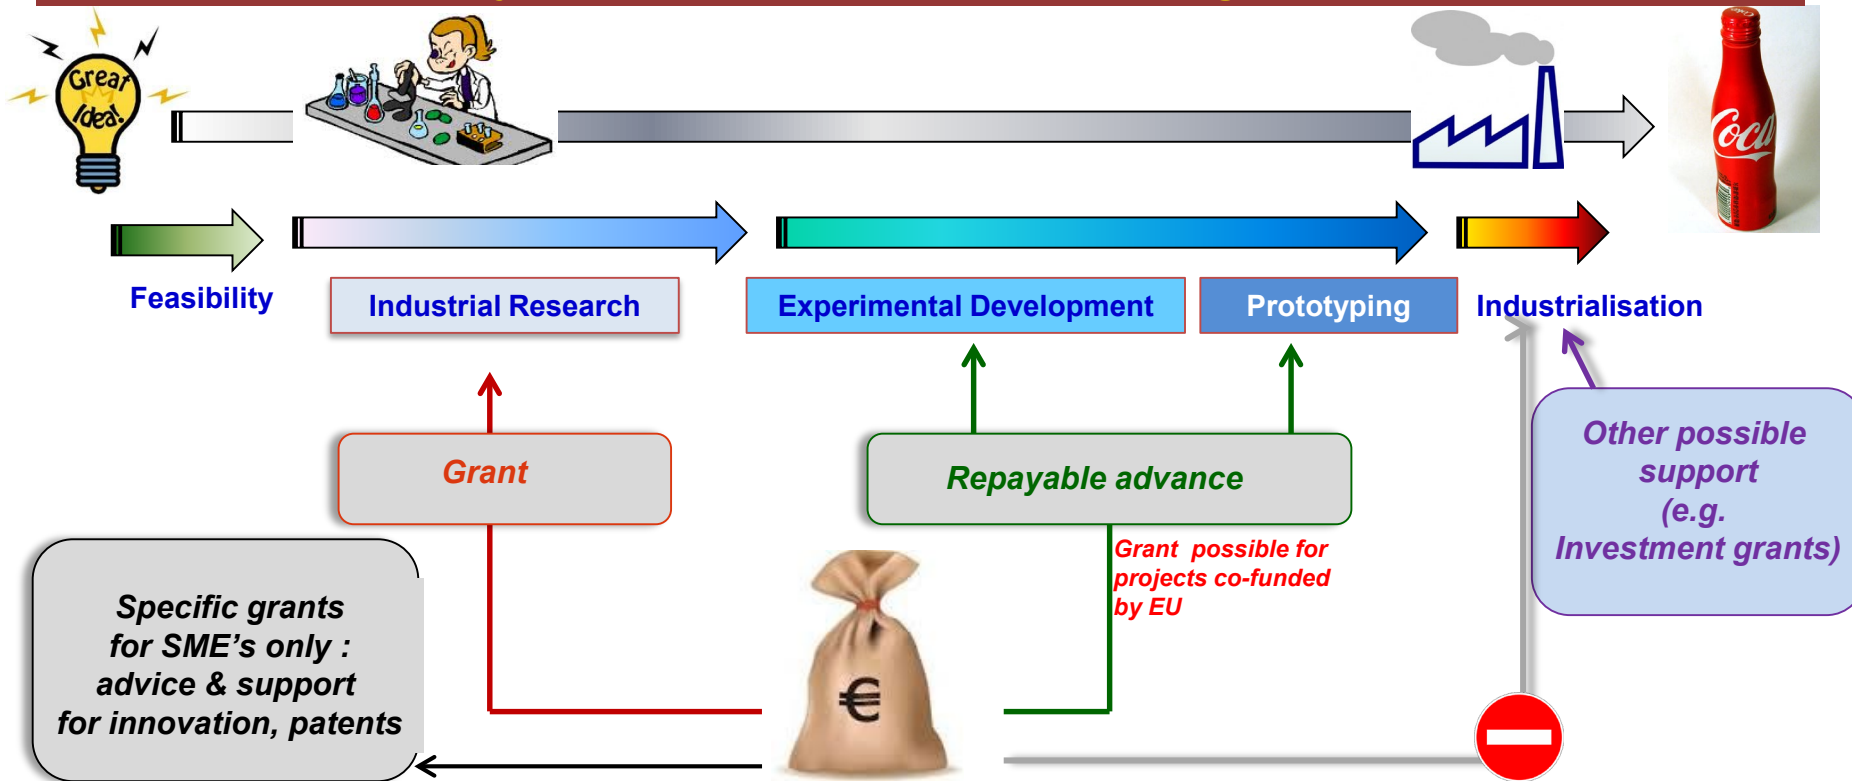 Great
Idea!
Coca
Feasibility
Industrial Research
Experimental Development
Prototyping
Industrialisation
Grant
Repayable advance
Other possible
support
(e.g.
Investment grants)
Grant possible for
projects co-funded
by EU
Specific grants
for SME’s only :
advice & support
for innovation, patents
€